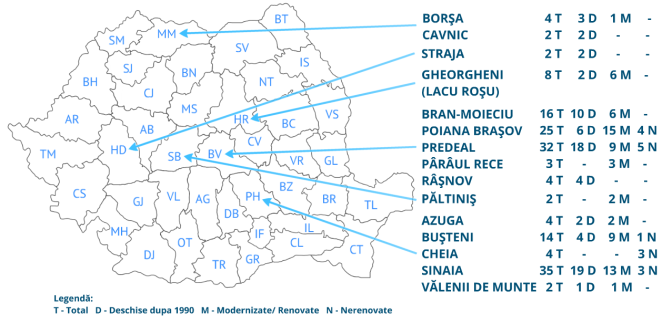 BORȘA 4 T 3 D 1 M -
CAVNIC 2 T 2 D - -
STRAJA 2 T 2 D - -
GHEORGHENI 8 T 2 D 6 M -
(LACU ROȘU)
BRAN-MOIECIU 16 T 10 D 6 M -
POIANA BRAȘOV 25 T 6 D 15 M 4 N
PREDEAL 32 T 18 D 9 M 5 N
PÂRÂUL RECE 3 T - 3 M -
RÂȘNOV 4 T 4 D - -
PĂLTINIȘ 2 T - 2 M -
AZUGA 4 T 2 D 2 M -
BUȘTENI 14 T 4 D 9 M 1 N
CHEIA 4 T - - 3 N
SINAIA 35 T 19 D 13 M 3 N
VĂLENII DE MUNTE 2 T 1 D 1 M -
BT
SM MM
SV
SJ BN IS
BH NT
CJ
MS
AR HR BC VS
AB
TM HD CV
SB BV VR GL
CS GJ VL AG PH BZ BR TL
DB
MH IL
OT IF CL
DJ TR GR CT
Legendă:
T - Total D - Deschise dupa 1990 M - Modernizate/ Renovate N - Nerenovate